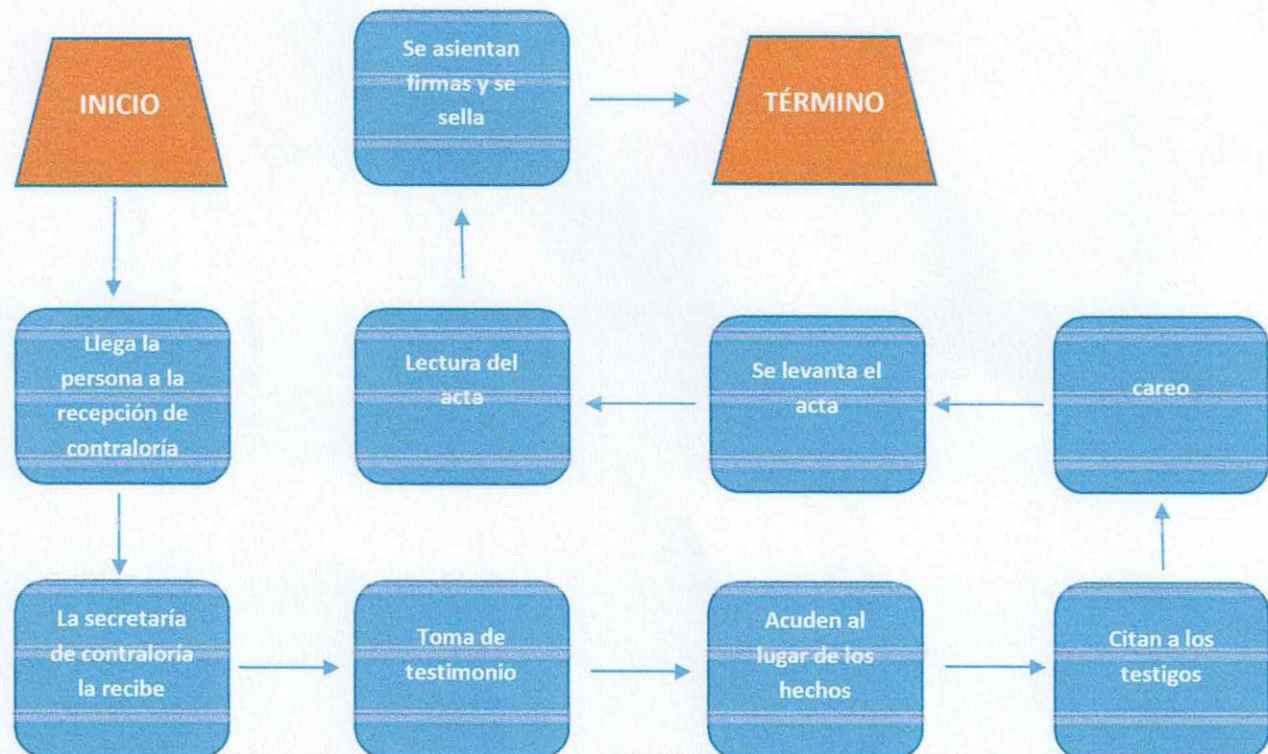 INICIO
Se asientan
firmas y se
sella
TÉRMINO
Llega la
persona a la
recepción de
contraloría
Lectura del
acta
Se levanta el
acta
careo
La secretaría
de contraloría
la recibe
Toma de
testimonio
Acuden al
lugar de los
hechos
Citan a los
testigos